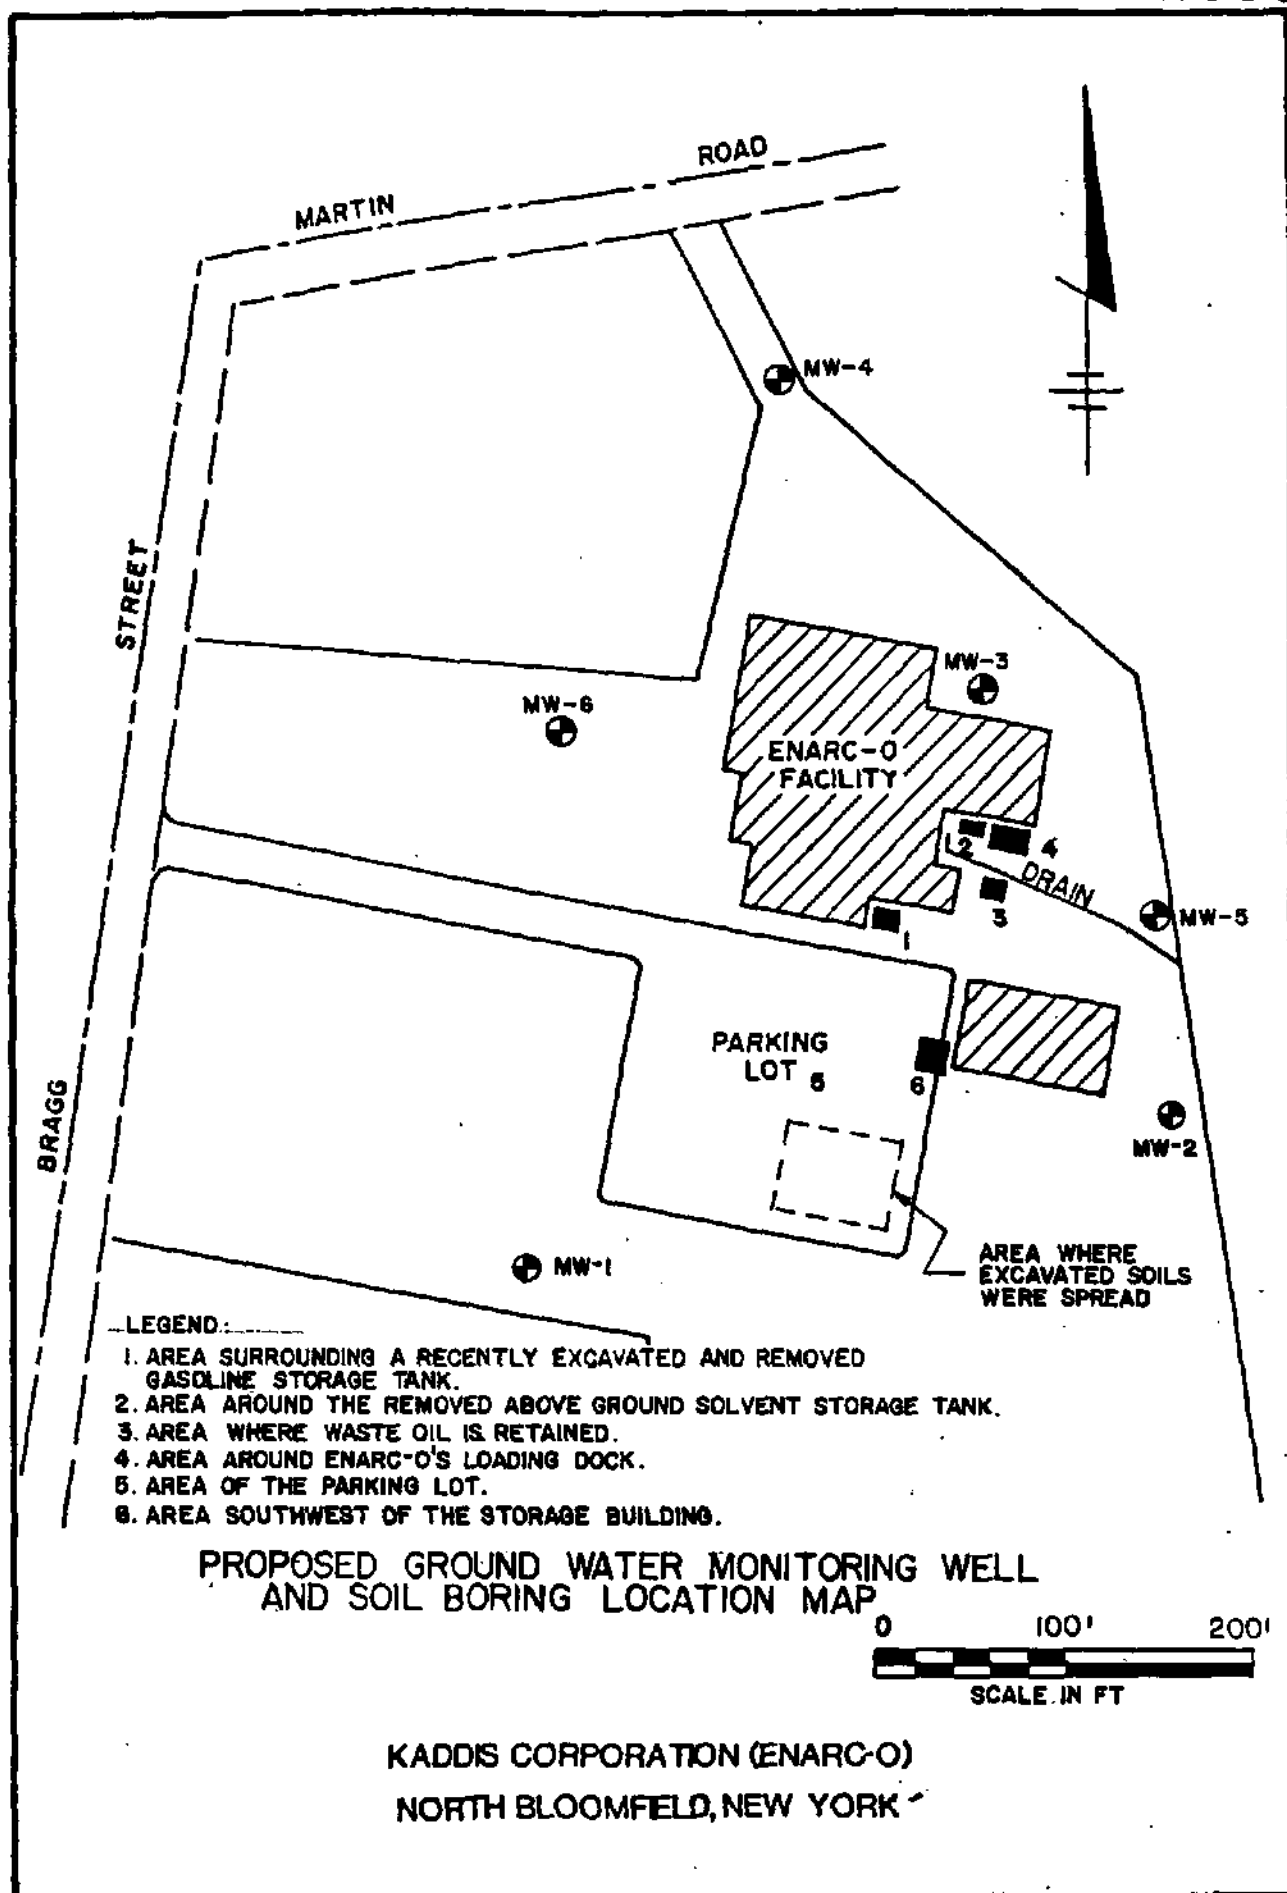 ROAD
MARTIN
MW-4
STREET
MW-3
MW-6
ENARC-O
FACILITY
2
4
DRAIN
3
MW-5
1
PARKING
LOT 5
6
BRAGG
MW-2
AREA WHERE
EXCAVATED SOILS
WERE SPREAD
MW-1
LEGEND:
1. AREA SURROUNDING A RECENTLY EXCAVATED AND REMOVED
GASOLINE STORAGE TANK.
2. AREA AROUND THE REMOVED ABOVE GROUND SOLVENT STORAGE TANK.
3. AREA WHERE WASTE OIL IS RETAINED.
4. AREA AROUND ENARC-O'S LOADING DOCK.
5. AREA OF THE PARKING LOT.
6. AREA SOUTHWEST OF THE STORAGE BUILDING.
PROPOSED GROUND WATER MONITORING WELL
AND SOIL BORING LOCATION MAP
0 100' 200'
SCALE IN FT
KADDIS CORPORATION (ENARC-O)
NORTH BLOOMFIELD, NEW YORK